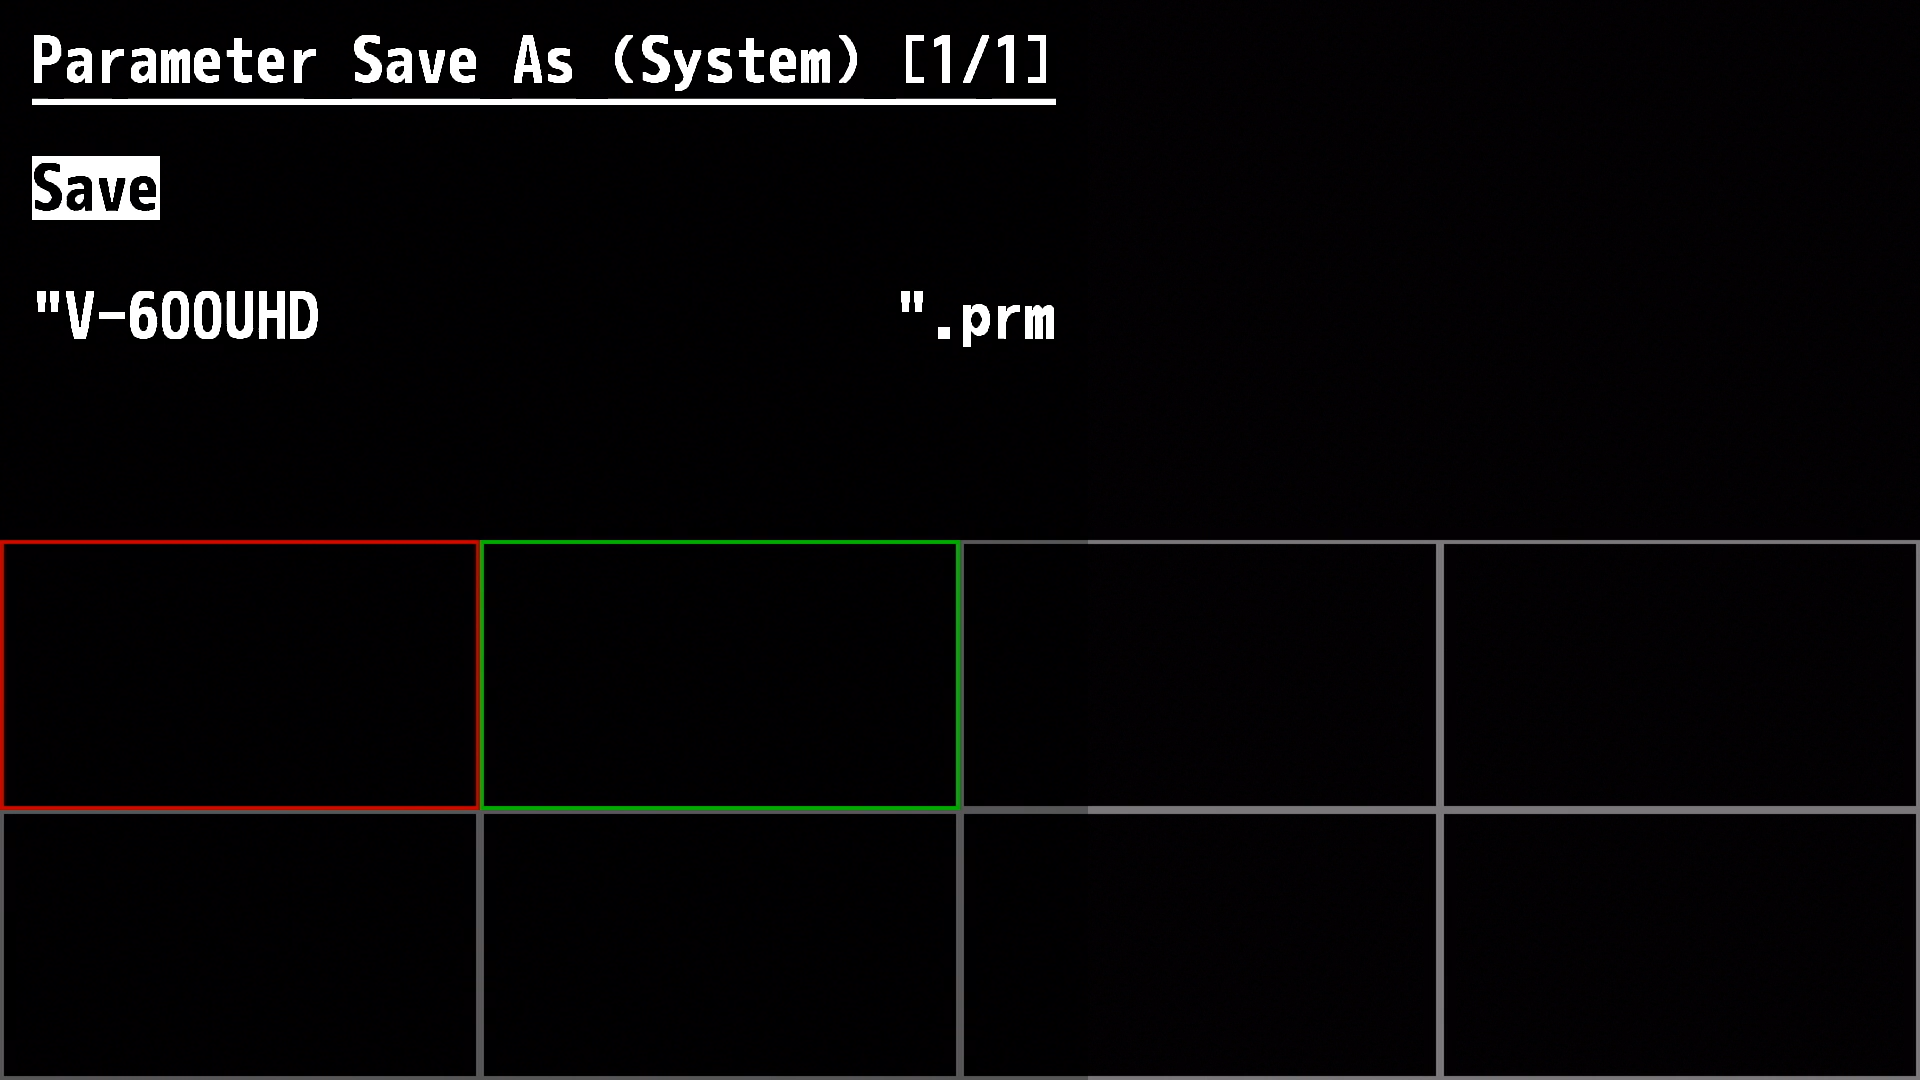 Parameter Save As (System) [1/1]
Save
"V-600UHD                  ".prm